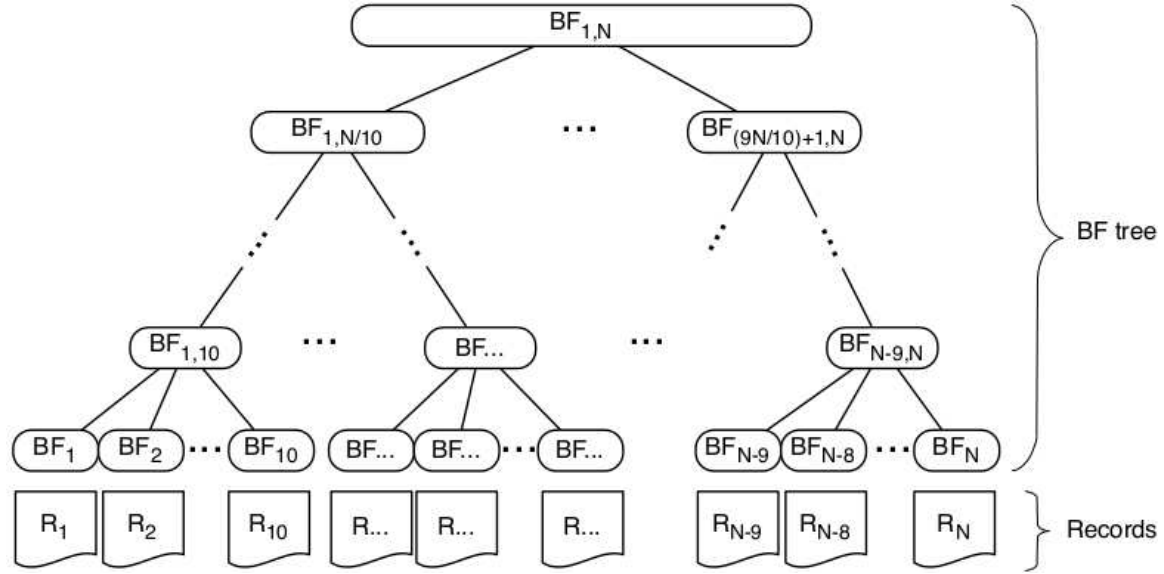 BF1,N
BF1,N/10 ... BF(9N/10)+1,N
BF tree
BF1,10 ... BF... ... BFN-9,N
BF1 BF2 ... BF10 BF... BF... ... BF... BFN-9 BFN-8 ... BFN
R1 R2 R10 R... R... R... RN-9 RN-8 RN
Records